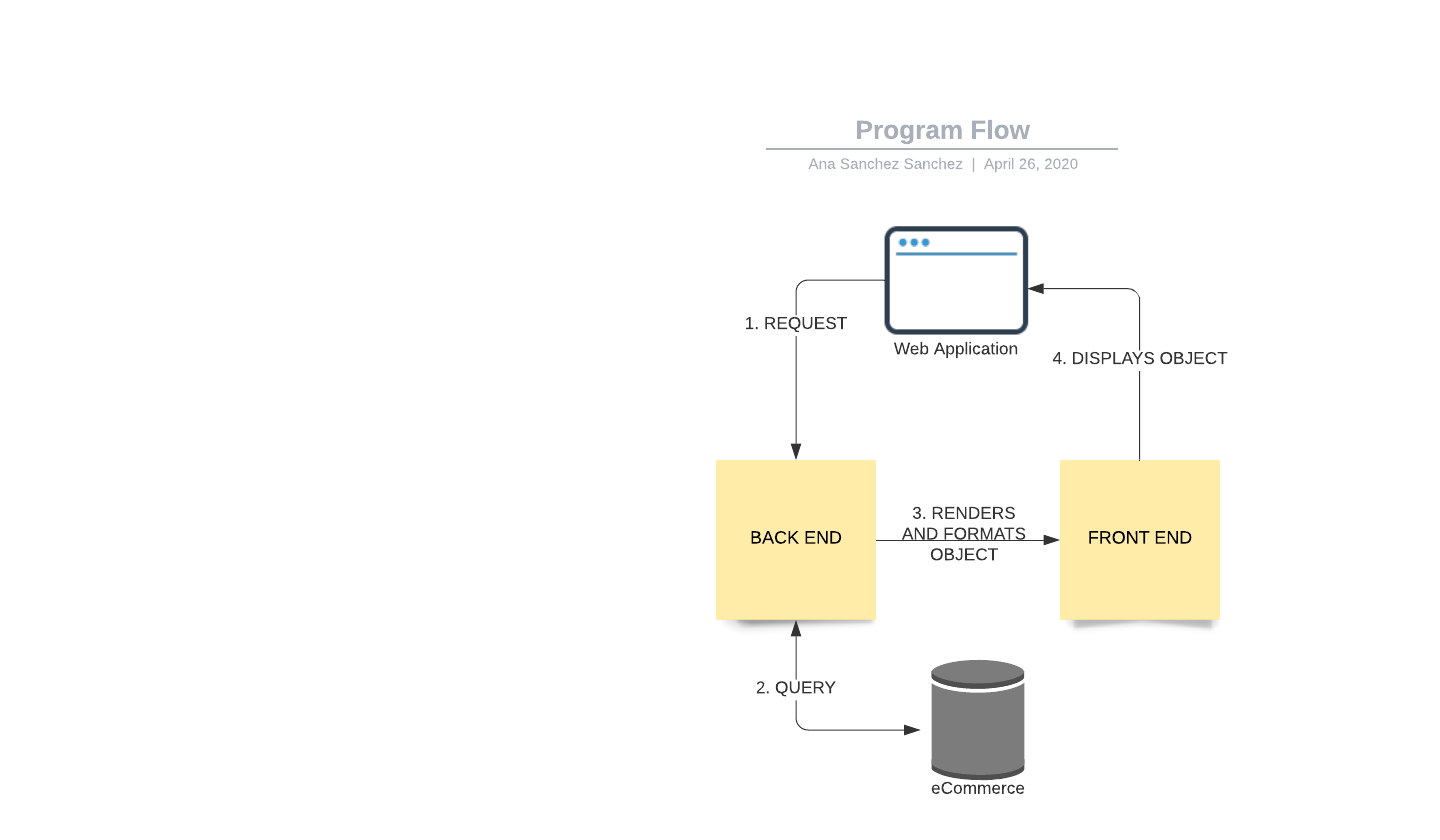 Program Flow
Ana Sanchez Sanchez | April 26, 2020
1. REQUEST
Web Application
4. DISPLAYS OBJECT
BACK END
3. RENDERS
AND FORMATS
OBJECT
FRONT END
2. QUERY
eCommerce